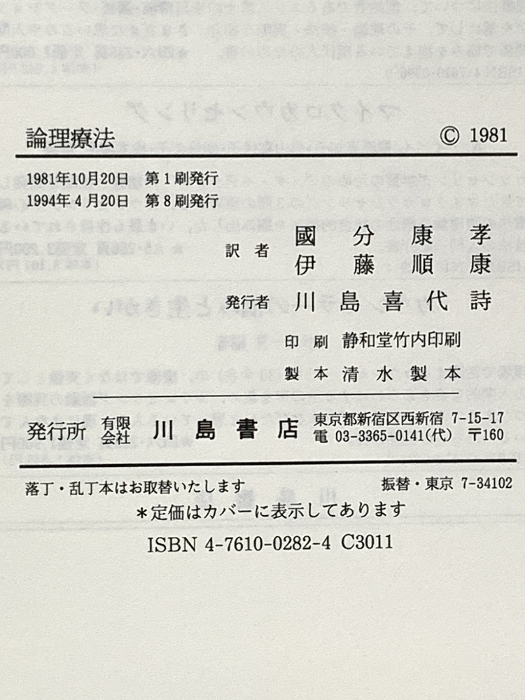 論理療法 © 1981
1981年10月20日 第1刷発行
1994年4月20日 第8刷発行
訳者 國分康孝
伊藤順康
発行者 川島喜代詩
印刷 静和堂竹内印刷
製本 清水製本
発行所 有限会社 川島書店 東京都新宿区西新宿 7-15-17
電 03-3365-0141(代) 〒160
落丁・乱丁本はお取替いたします 振替・東京 7-34102
*定価はカバーに表示してあります
ISBN 4-7610-0282-4 C3011